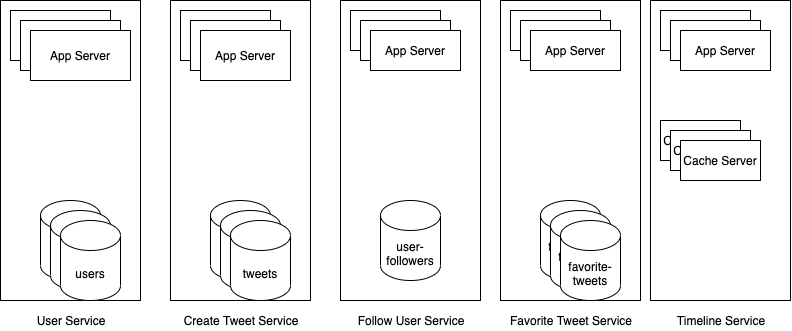 App Server
App Server
App Server
App Server
App Server
Cache Server
users
tweets
user-
followers
favorite-
tweets
User Service
Create Tweet Service
Follow User Service
Favorite Tweet Service
Timeline Service